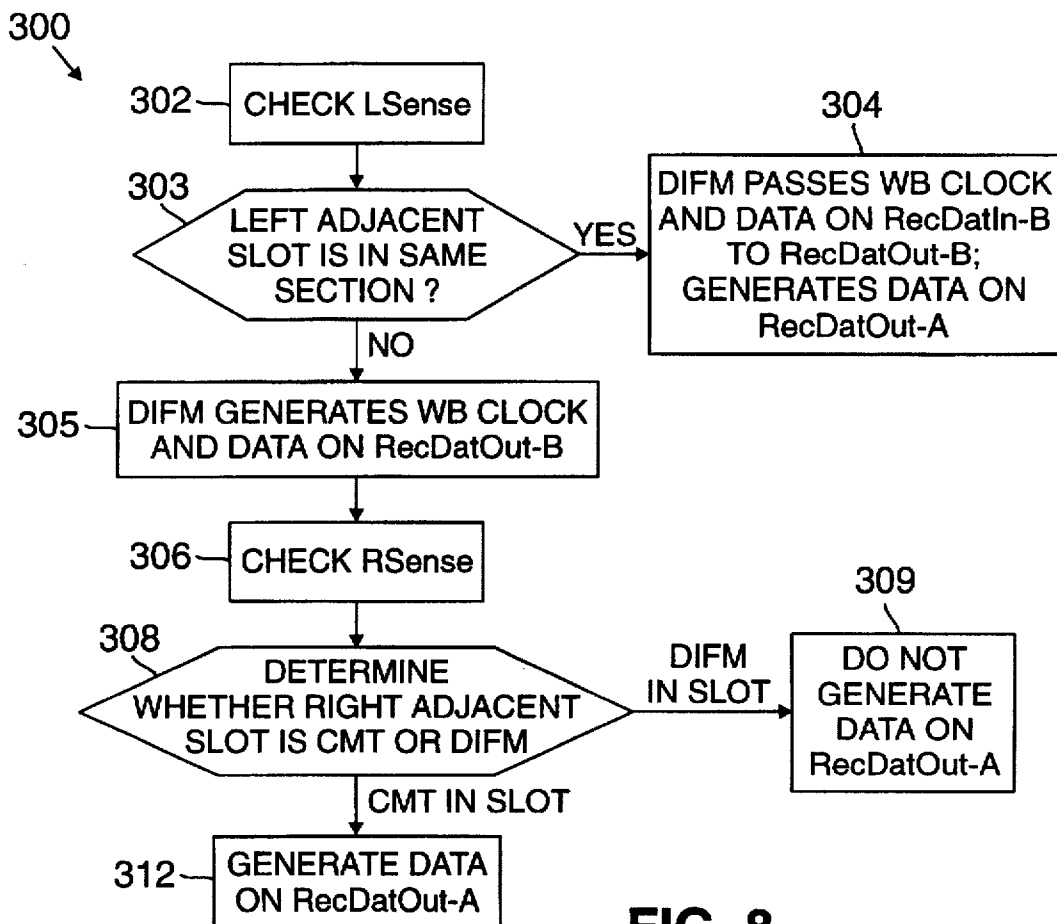 300
302
CHECK LSense
303
LEFT ADJACENT
SLOT IS IN SAME
SECTION ?
YES
304
DIFM PASSES WB CLOCK
AND DATA ON RecDatIn-B
TO RecDatOut-B;
GENERATES DATA ON
RecDatOut-A
NO
305
DIFM GENERATES WB CLOCK
AND DATA ON RecDatOut-B
306
CHECK RSense
308
DETERMINE
WHETHER RIGHT ADJACENT
SLOT IS CMT OR DIFM
DIFM
IN SLOT
309
DO NOT
GENERATE
DATA ON
RecDatOut-A
CMT IN SLOT
312
GENERATE DATA
ON RecDatOut-A
FIG. 8